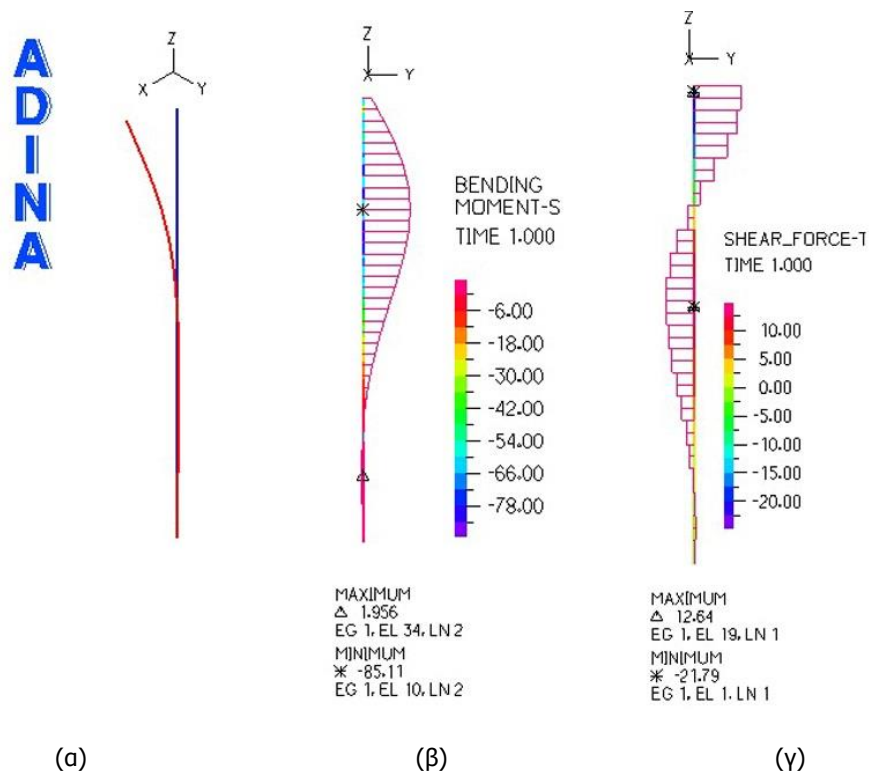 ADINA
Z
X Y
Z
X Y
BENDING
MOMENT-S
TIME 1.000
-6.00
-18.00
-30.00
-42.00
-54.00
-66.00
-78.00
MAXIMUM
Δ 1.956
EG 1, EL 34, LN 2
MINIMUM
* -85.11
EG 1, EL 10, LN 2
Z
X Y
SHEAR_FORCE-T
TIME 1.000
10.00
5.00
0.00
-5.00
-10.00
-15.00
-20.00
MAXIMUM
Δ 12.64
EG 1, EL 19, LN 1
MINIMUM
* -21.79
EG 1, EL 1, LN 1
(α) (β) (γ)